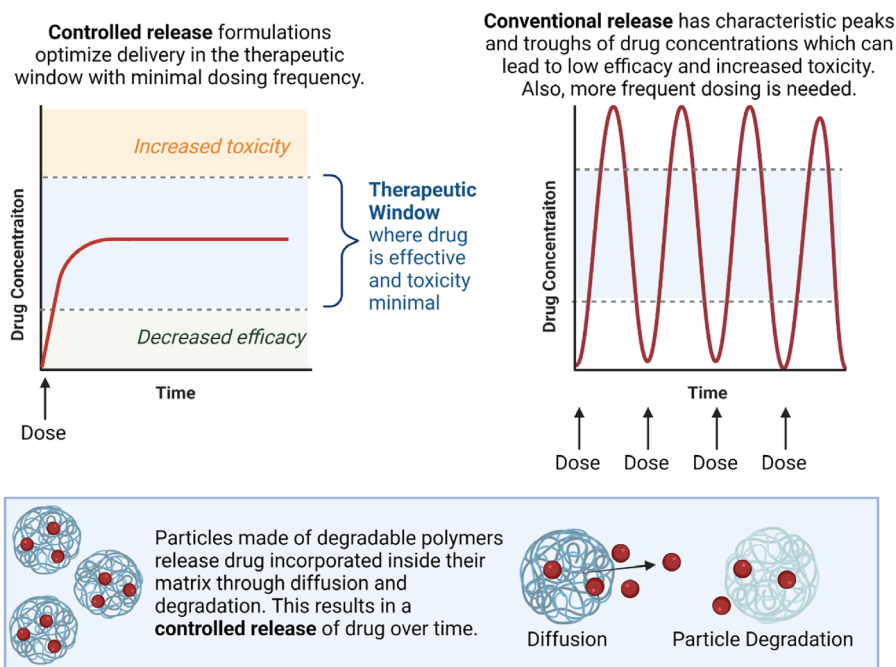 Controlled release formulations
optimize delivery in the therapeutic
window with minimal dosing frequency.
Increased toxicity
Therapeutic
Window
where drug
is effective
and toxicity
minimal
Decreased efficacy
Drug Concentraiton
Time
Dose
Conventional release has characteristic peaks
and troughs of drug concentrations which can
lead to low efficacy and increased toxicity.
Also, more frequent dosing is needed.
Drug Concentraiton
Time
Dose
Dose
Dose
Dose
Particles made of degradable polymers
release drug incorporated inside their
matrix through diffusion and
degradation. This results in a
controlled release of drug over time.
Diffusion
Particle Degradation